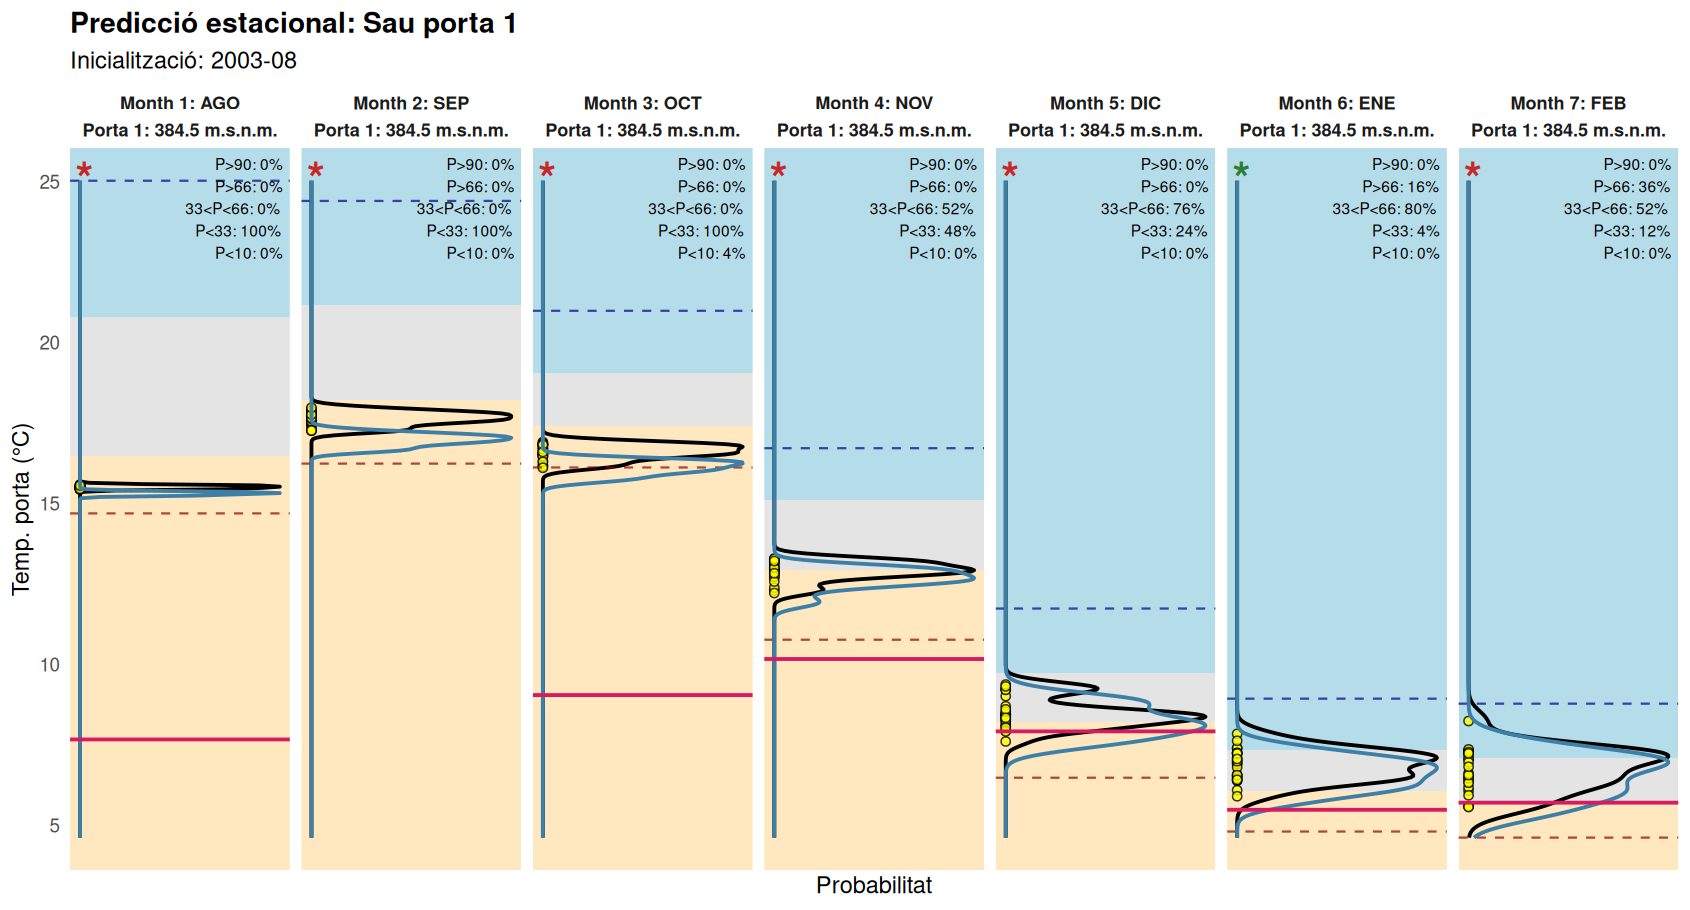 Predicció estacional: Sau porta 1
Inicialització: 2003-08
Month 1: AGO
Porta 1: 384.5 m.s.n.m.
Month 2: SEP
Porta 1: 384.5 m.s.n.m.
Month 3: OCT
Porta 1: 384.5 m.s.n.m.
Month 4: NOV
Porta 1: 384.5 m.s.n.m.
Month 5: DIC
Porta 1: 384.5 m.s.n.m.
Month 6: ENE
Porta 1: 384.5 m.s.n.m.
Month 7: FEB
Porta 1: 384.5 m.s.n.m.
*
P>90: 0%
P>66: 0%
33<P<66: 0%
P<33: 100%
P<10: 0%
*
P>90: 0%
P>66: 0%
33<P<66: 0%
P<33: 100%
P<10: 0%
*
P>90: 0%
P>66: 0%
33<P<66: 0%
P<33: 100%
P<10: 4%
*
P>90: 0%
P>66: 0%
33<P<66: 52%
P<33: 48%
P<10: 0%
*
P>90: 0%
P>66: 0%
33<P<66: 76%
P<33: 24%
P<10: 0%
*
P>90: 0%
P>66: 16%
33<P<66: 80%
P<33: 4%
P<10: 0%
*
P>90: 0%
P>66: 36%
33<P<66: 52%
P<33: 12%
P<10: 0%
25
20
15
10
5
Temp. porta (°C)
Probabilitat